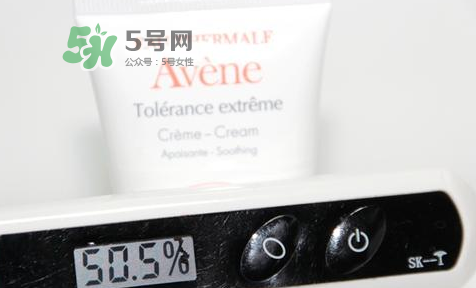 5号网
公众号:5号女性
THERMALE
Avène
Tolérance extrême
Crème - Cream
Apaisante - Soothing
50.5%
SK-